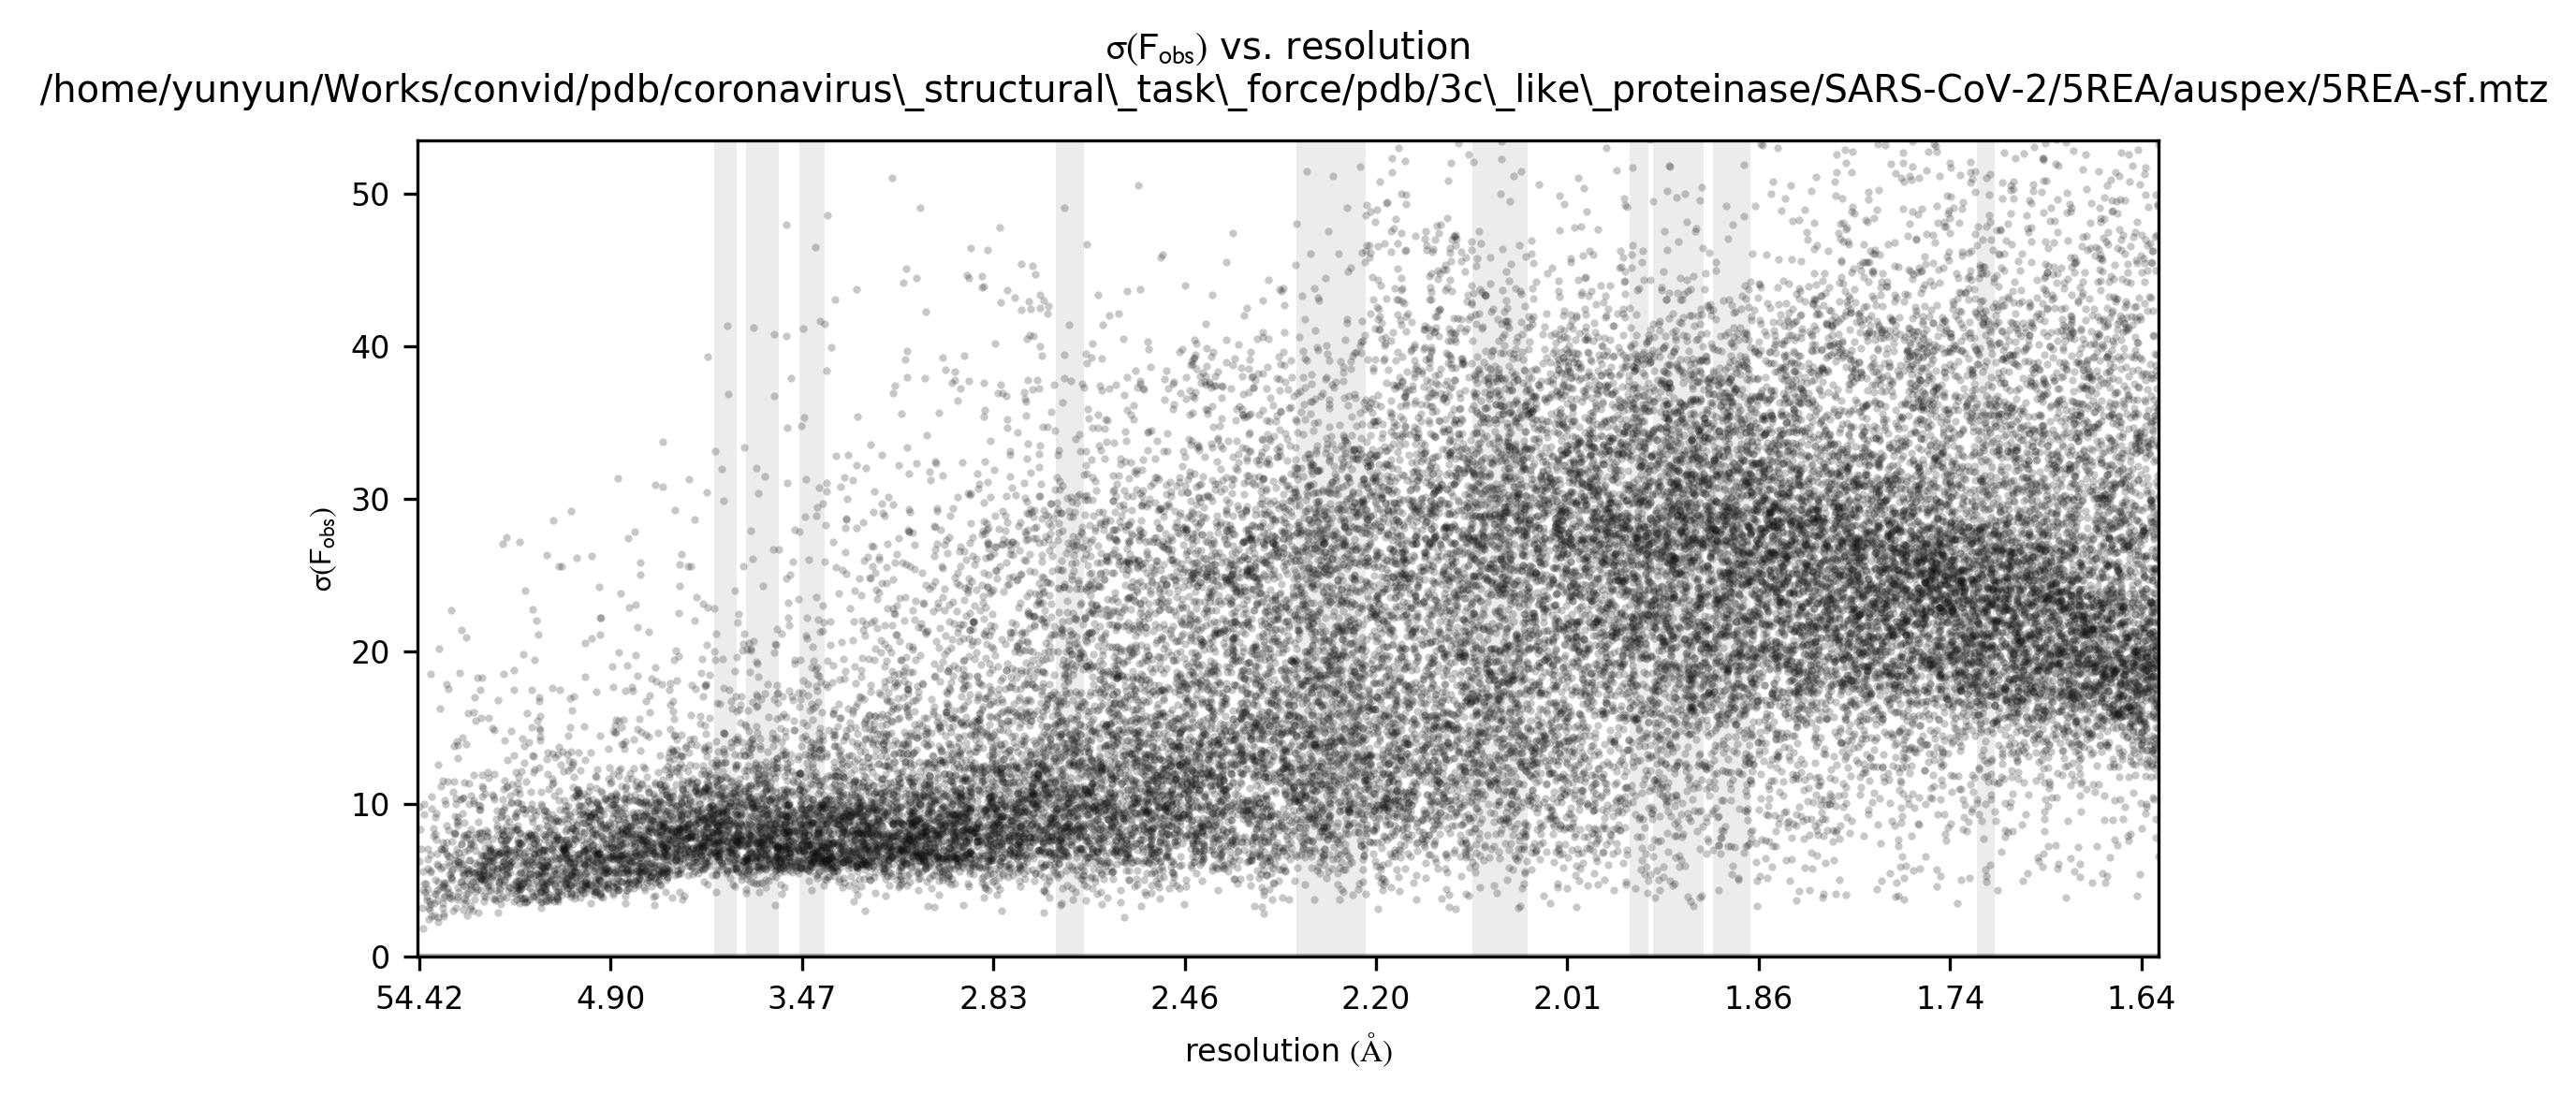 σ(Fobs) vs. resolution
/home/yunyun/Works/convid/pdb/coronavirus\_structural\_task\_force/pdb/3c\_like\_proteinase/SARS-CoV-2/5REA/auspex/5REA-sf.mtz
σ(Fobs)
50
40
30
20
10
0
54.42 4.90 3.47 2.83 2.46 2.20 2.01 1.86 1.74 1.64
resolution (Å)